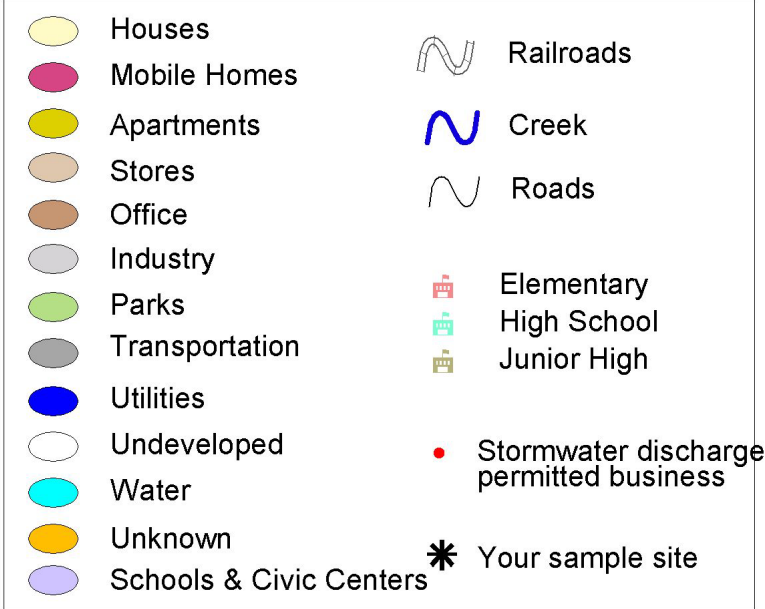 Houses
Mobile Homes
Apartments
Stores
Office
Industry
Parks
Transportation
Utilities
Undeveloped
Water
Unknown
Schools & Civic Centers
Railroads
Creek
Roads
Elementary
High School
Junior High
Stormwater discharge
permitted business
Your sample site